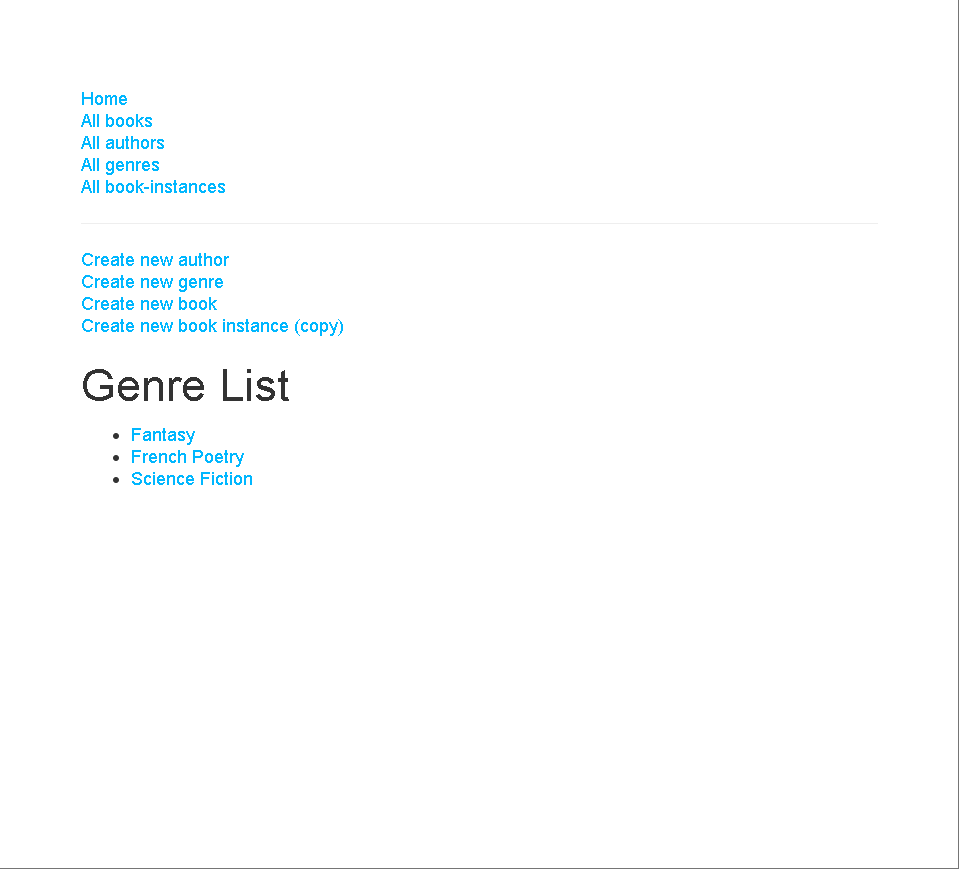 Home
All books
All authors
All genres
All book-instances
Create new author
Create new genre
Create new book
Create new book instance (copy)
Genre List
Fantasy
French Poetry
Science Fiction